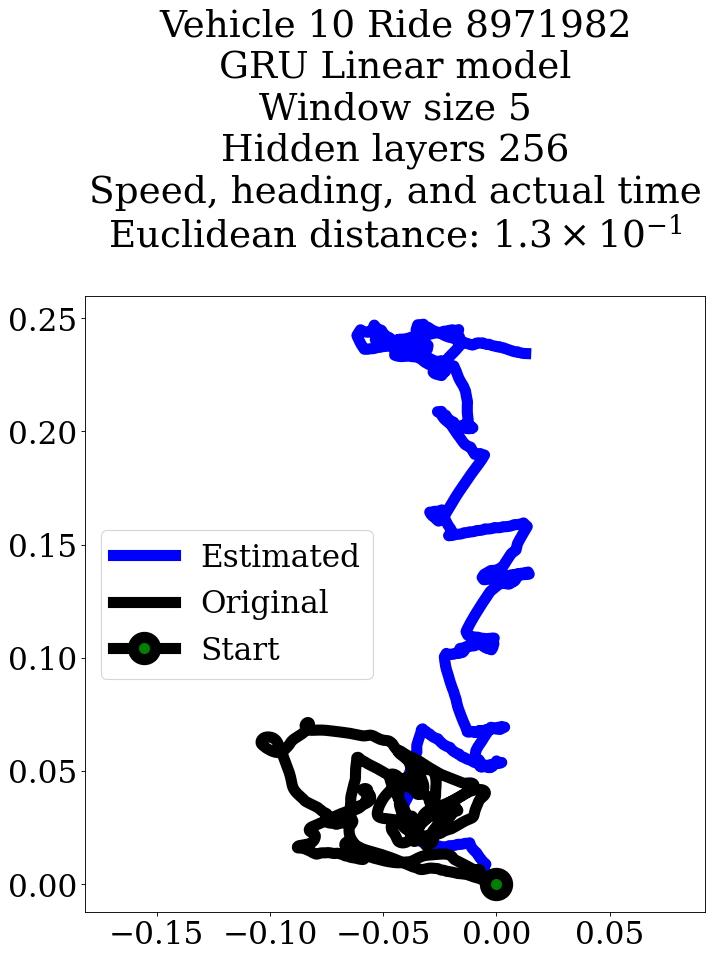 Vehicle 10 Ride 8971982
GRU Linear model
Window size 5
Hidden layers 256
Speed, heading, and actual time
Euclidean distance: 1.3 × 10⁻¹
0.25
0.20
0.15
0.10
0.05
0.00
Estimated
Original
Start
−0.15 −0.10 −0.05 0.00 0.05